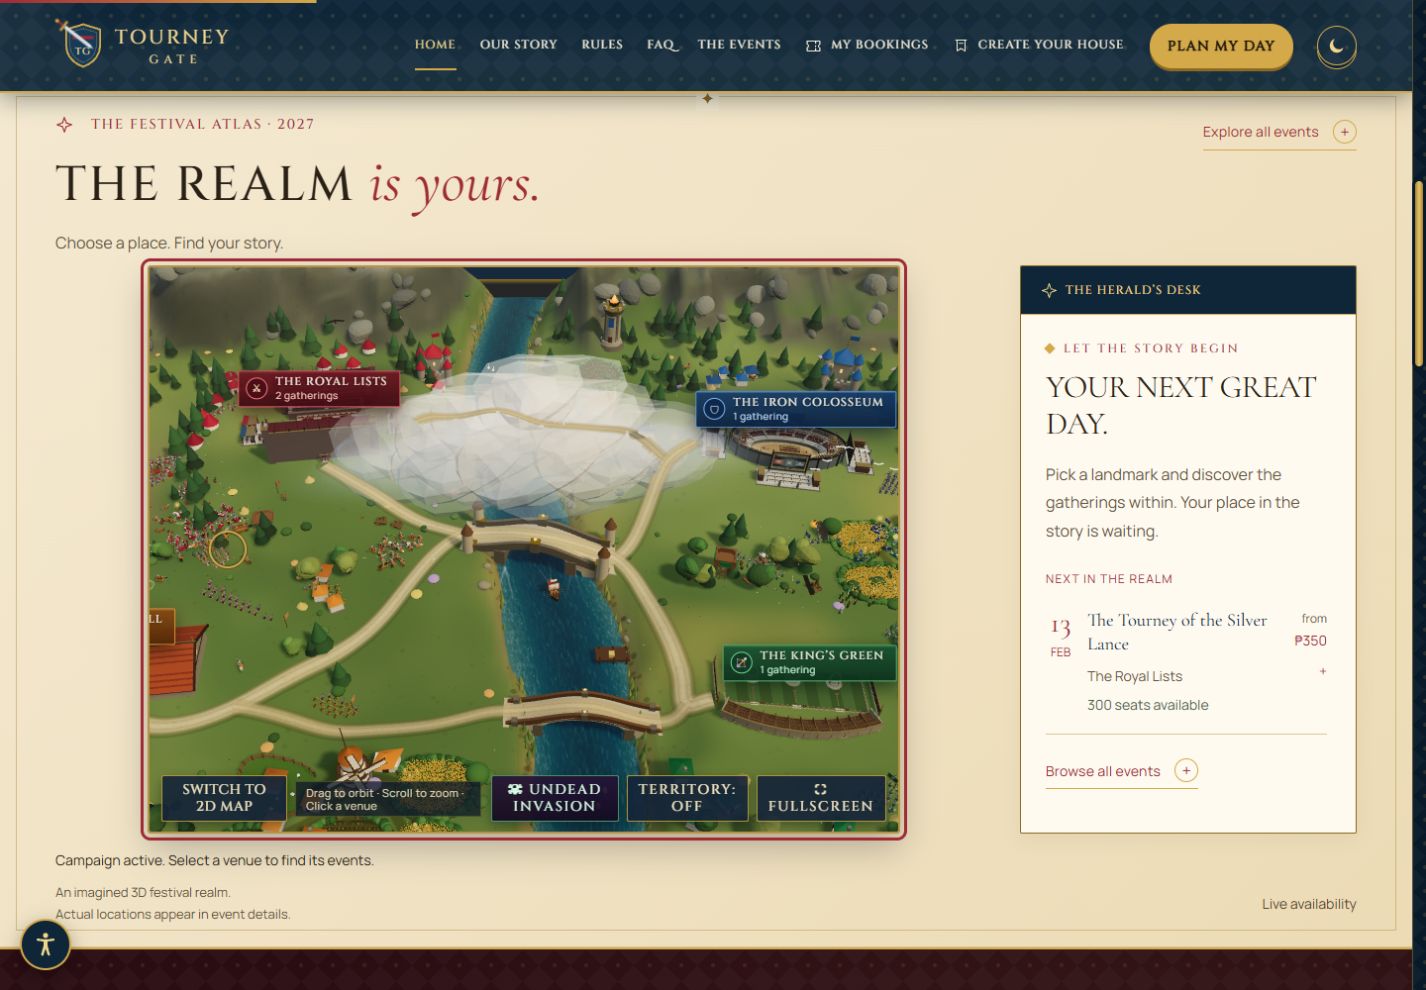 TG
TOURNEY
GATE
HOME
OUR STORY
RULES
FAQ
THE EVENTS
MY BOOKINGS
CREATE YOUR HOUSE
PLAN MY DAY
THE FESTIVAL ATLAS · 2027
Explore all events
THE REALM is yours.
Choose a place. Find your story.
THE ROYAL LISTS
2 gatherings
THE IRON COLOSSEUM
1 gathering
LL
THE KING'S GREEN
1 gathering
SWITCH TO
2D MAP
Drag to orbit · Scroll to zoom ·
Click a venue
UNDEAD
INVASION
TERRITORY:
OFF
FULLSCREEN
THE HERALD'S DESK
LET THE STORY BEGIN
YOUR NEXT GREAT
DAY.
Pick a landmark and discover the
gatherings within. Your place in the
story is waiting.
NEXT IN THE REALM
13
FEB
The Tourney of the Silver
Lance
The Royal Lists
300 seats available
from
₱350
+
Browse all events
Campaign active. Select a venue to find its events.
An imagined 3D festival realm.
Actual locations appear in event details.
Live availability